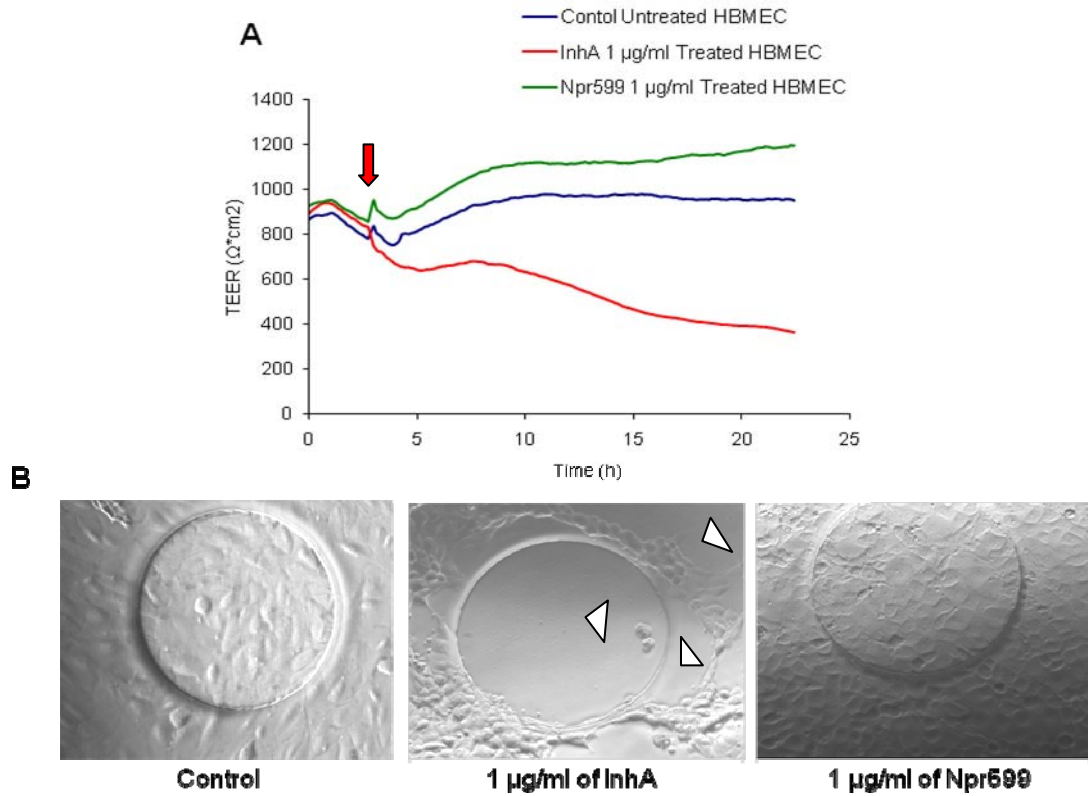 A
Contol Untreated HBMEC
InhA 1 µg/ml Treated HBMEC
Npr599 1 µg/ml Treated HBMEC
1400
1200
1000
800
600
400
200
0
TEER (Ω*cm2)
0 5 10 15 20 25
Time (h)
B
Control
1 µg/ml of InhA
1 µg/ml of Npr599